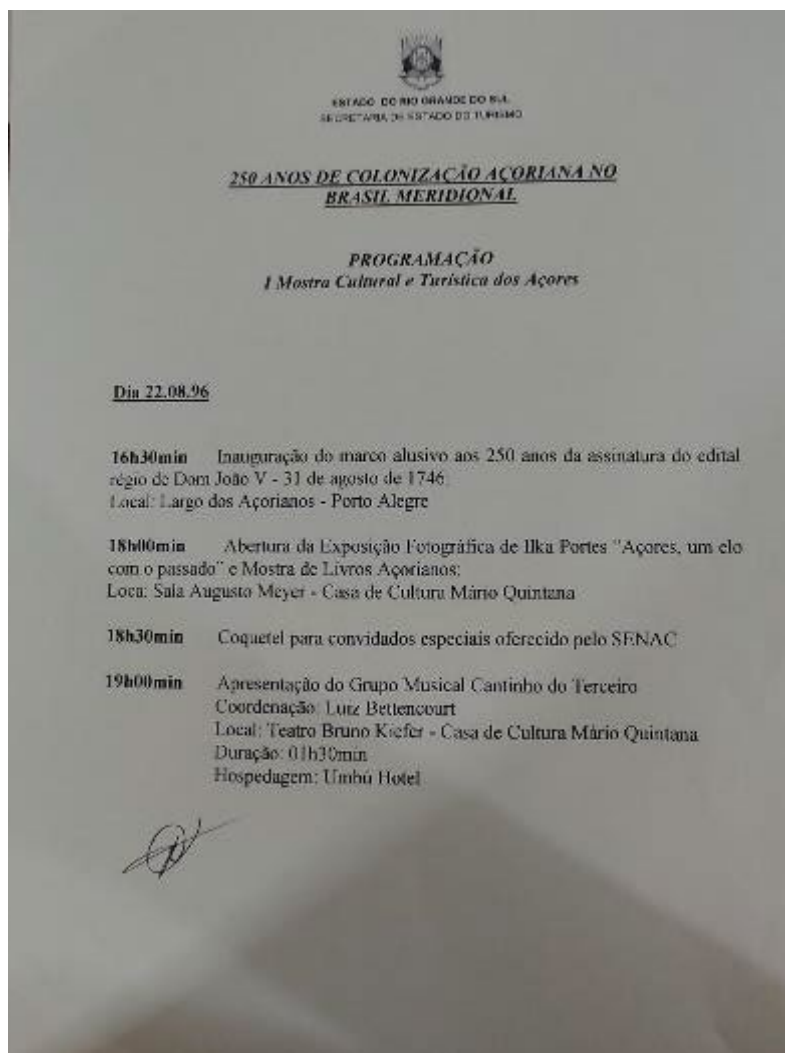 ESTADO DO RIO GRANDE DO SUL
SECRETARIA DE ESTADO DO TURISMO
250 ANOS DE COLONIZAÇÃO AÇORIANA NO
BRASIL MERIDIONAL
PROGRAMAÇÃO
I Mostra Cultural e Turística dos Açores
Dia 22.08.96
16h30min Inauguração do marco alusivo aos 250 anos da assinatura do edital
régio de Dom João V - 31 de agosto de 1746
Local: Largo dos Açorianos - Porto Alegre
18h00min Abertura da Exposição Fotográfica de Ilka Portes "Açores, um elo
com o passado" e Mostra de Livros Açorianos;
Loca: Sala Augusto Meyer - Casa de Cultura Mário Quintana
18h30min Coquetel para convidados especiais oferecido pelo SENAC
19h00min Apresentação do Grupo Musical Cantinho do Terceiro
Coordenação: Luiz Bettencourt
Local: Teatro Bruno Kiefer - Casa de Cultura Mário Quintana
Duração: 01h30min
Hospedagem: Umbú Hotel